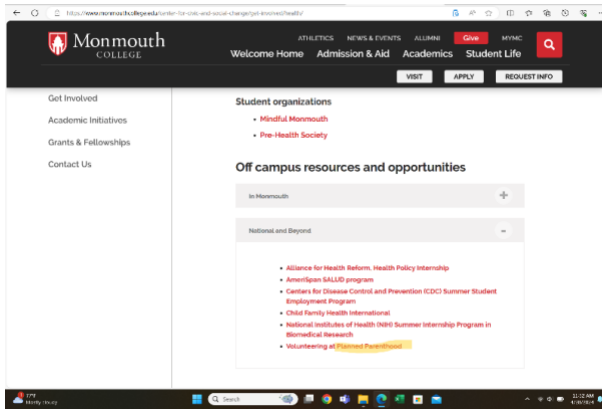 https://www.monmouthcollege.edu/center-for-civic-and-social-change/get-involved/health/
Monmouth
COLLEGE
ATHLETICS NEWS & EVENTS ALUMNI Give MYMC
Welcome Home Admission & Aid Academics Student Life
VISIT APPLY REQUEST INFO
Get Involved
Academic Initiatives
Grants & Fellowships
Contact Us
Student organizations
• Mindful Monmouth
• Pre-Health Society
Off campus resources and opportunities
In Monmouth
National and Beyond
• Alliance for Health Reform, Health Policy Internship
• AmeriSpan SALUD program
• Centers for Disease Control and Prevention (CDC) Summer Student
Employment Program
• Child Family Health International
• National Institutes of Health (NIH) Summer Internship Program in
Biomedical Research
• Volunteering at Planned Parenthood
Mostly cloudy
Search
11:32 AM